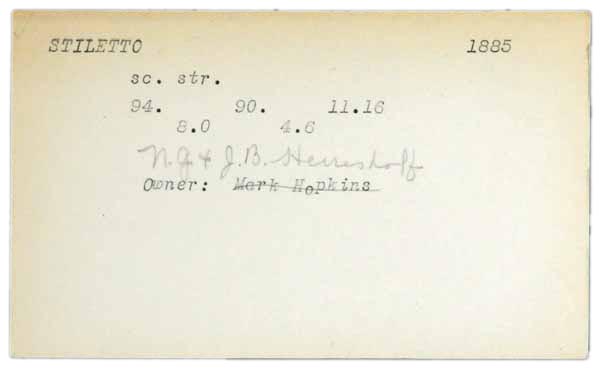 STILETTO 1885
sc. str.
94. 90. 11.16
8.0 4.6
N.G. & J.B. Herreshoff
Owner: Mark Hopkins